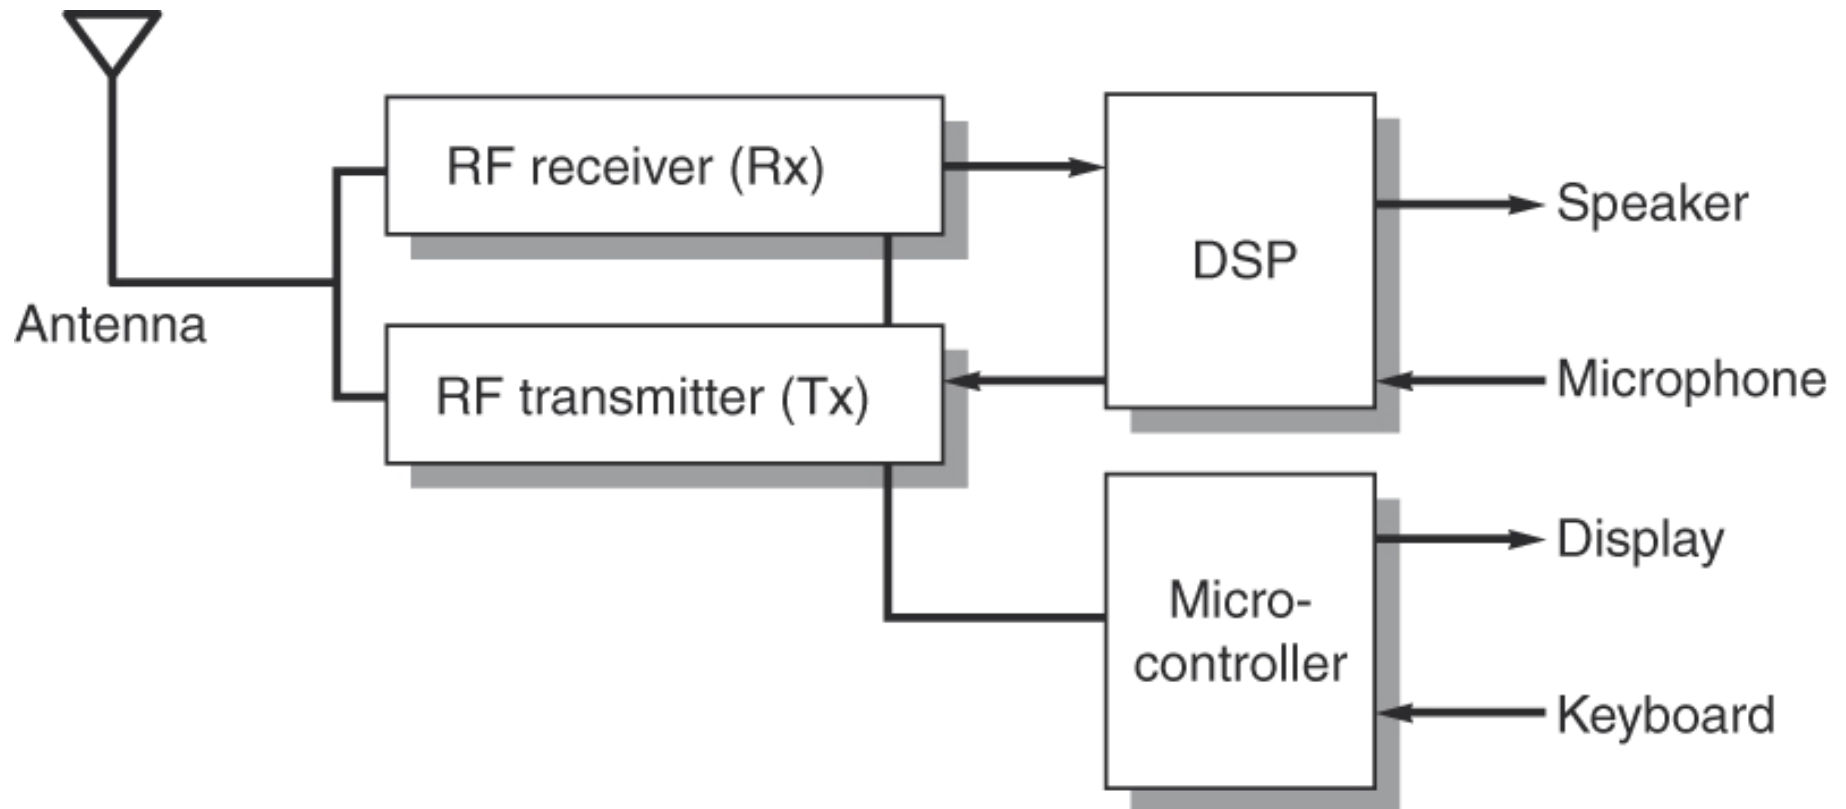 RF receiver (Rx)
Speaker
DSP
Antenna
RF transmitter (Tx)
Microphone
Display
Micro-
controller
Keyboard